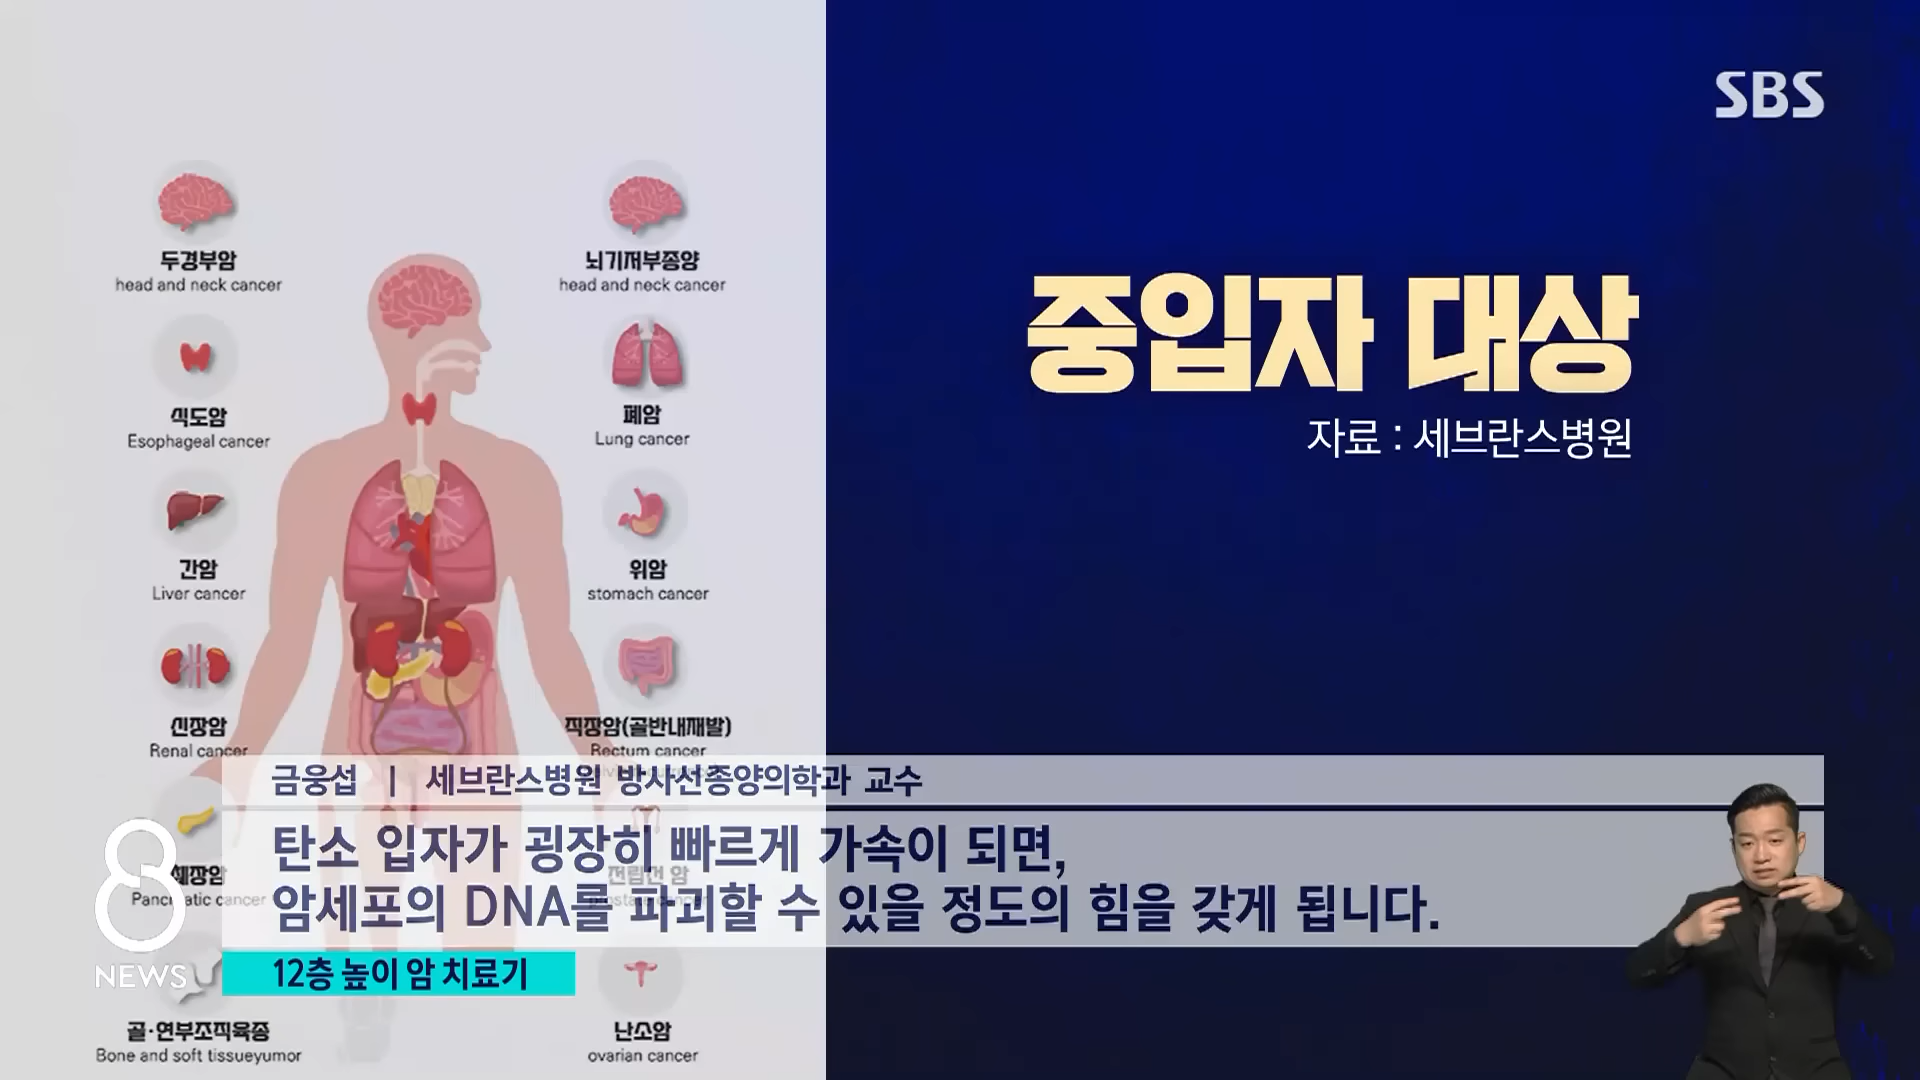 SBS
중입자 대상
자료 : 세브란스병원
두경부암
head and neck cancer
뇌기저부종양
head and neck cancer
식도암
Esophageal cancer
폐암
Lung cancer
간암
Liver cancer
위암
stomach cancer
신장암
Renal cancer
직장암(골반내재발)
Rectum cancer
췌장암
Pancreatic cancer
전립선 암
prostate cancer
골·연부조직육종
Bone and soft tissueyumor
난소암
ovarian cancer
금웅섭 | 세브란스병원 방사선종양의학과 교수
탄소 입자가 굉장히 빠르게 가속이 되면,
암세포의 DNA를 파괴할 수 있을 정도의 힘을 갖게 됩니다.
8
NEWS
12층 높이 암 치료기